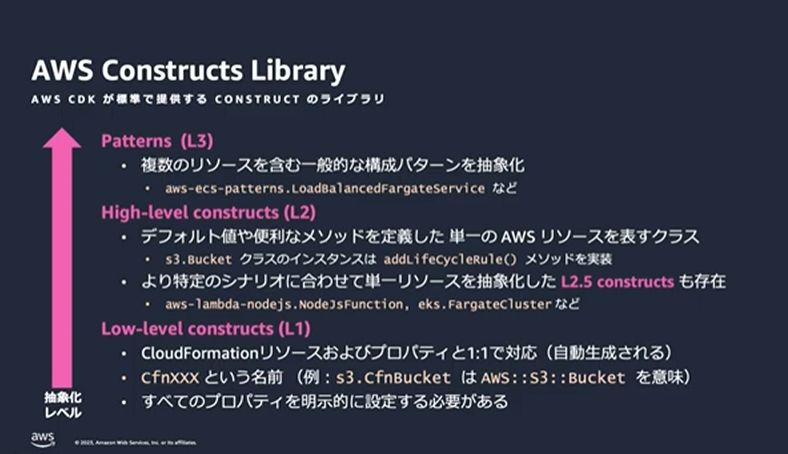 AWS Constructs Library
AWS CDK が標準で提供する CONSTRUCT のライブラリ
Patterns (L3)
• 複数のリソースを含む一般的な構成パターンを抽象化
• aws-ecs-patterns.LoadBalancedFargateService など
High-level constructs (L2)
• デフォルト値や便利なメソッドを定義した 単一の AWS リソースを表すクラス
• s3.Bucket クラスのインスタンスは addLifeCycleRule() メソッドを実装
• より特定のシナリオに合わせて単一リソースを抽象化した L2.5 constructs も存在
• aws-lambda-nodejs.NodeJsFunction, eks.FargateCluster など
Low-level constructs (L1)
• CloudFormationリソースおよびプロパティと1:1で対応（自動生成される）
• CfnXXX という名前 （例：s3.CfnBucket は AWS::S3::Bucket を意味）
• すべてのプロパティを明示的に設定する必要がある
抽象化
レベル
aws
© 2023, Amazon Web Services, Inc. or its affiliates.